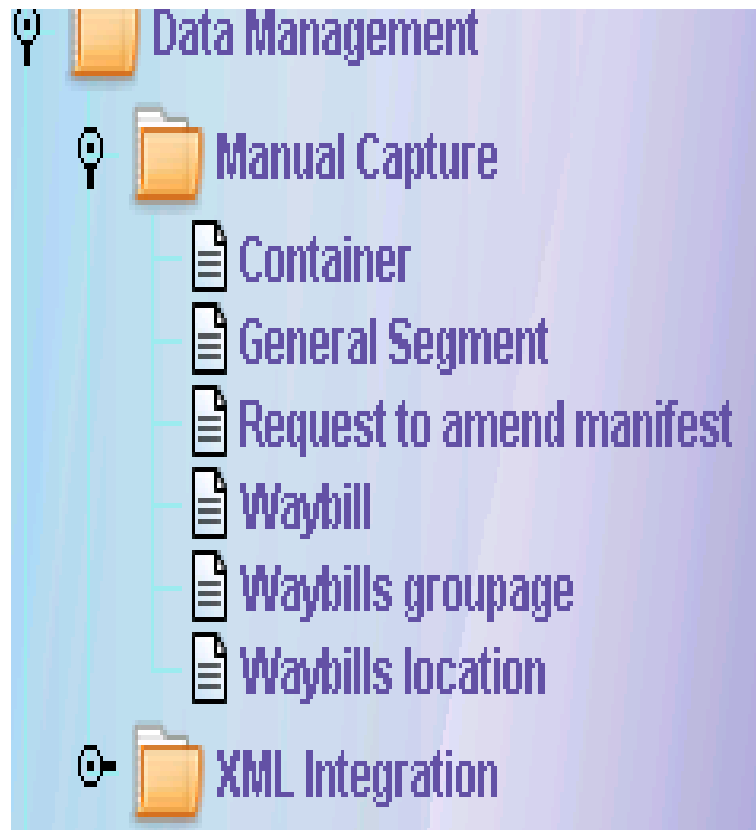 Data Management
Manual Capture
Container
General Segment
Request to amend manifest
Waybill
Waybills groupage
Waybills location
XML Integration